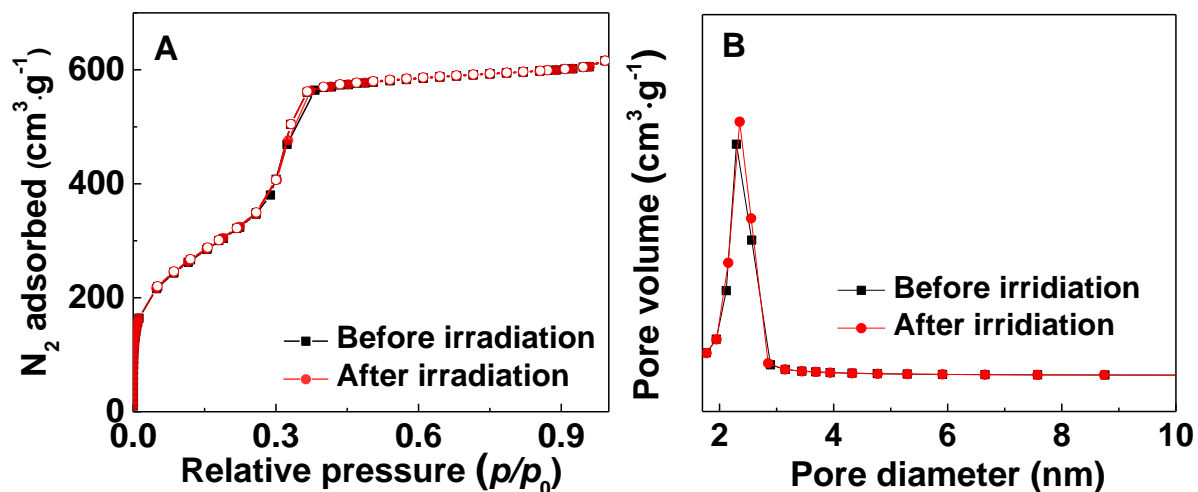 A
N₂ adsorbed (cm³·g⁻¹)
600
400
200
0
0.0
0.3
0.6
0.9
Before irradiation
After irradiation
Relative pressure (p/p₀)
B
Pore volume (cm³·g⁻¹)
Before irridiation
After irridiation
2
4
6
8
10
Pore diameter (nm)